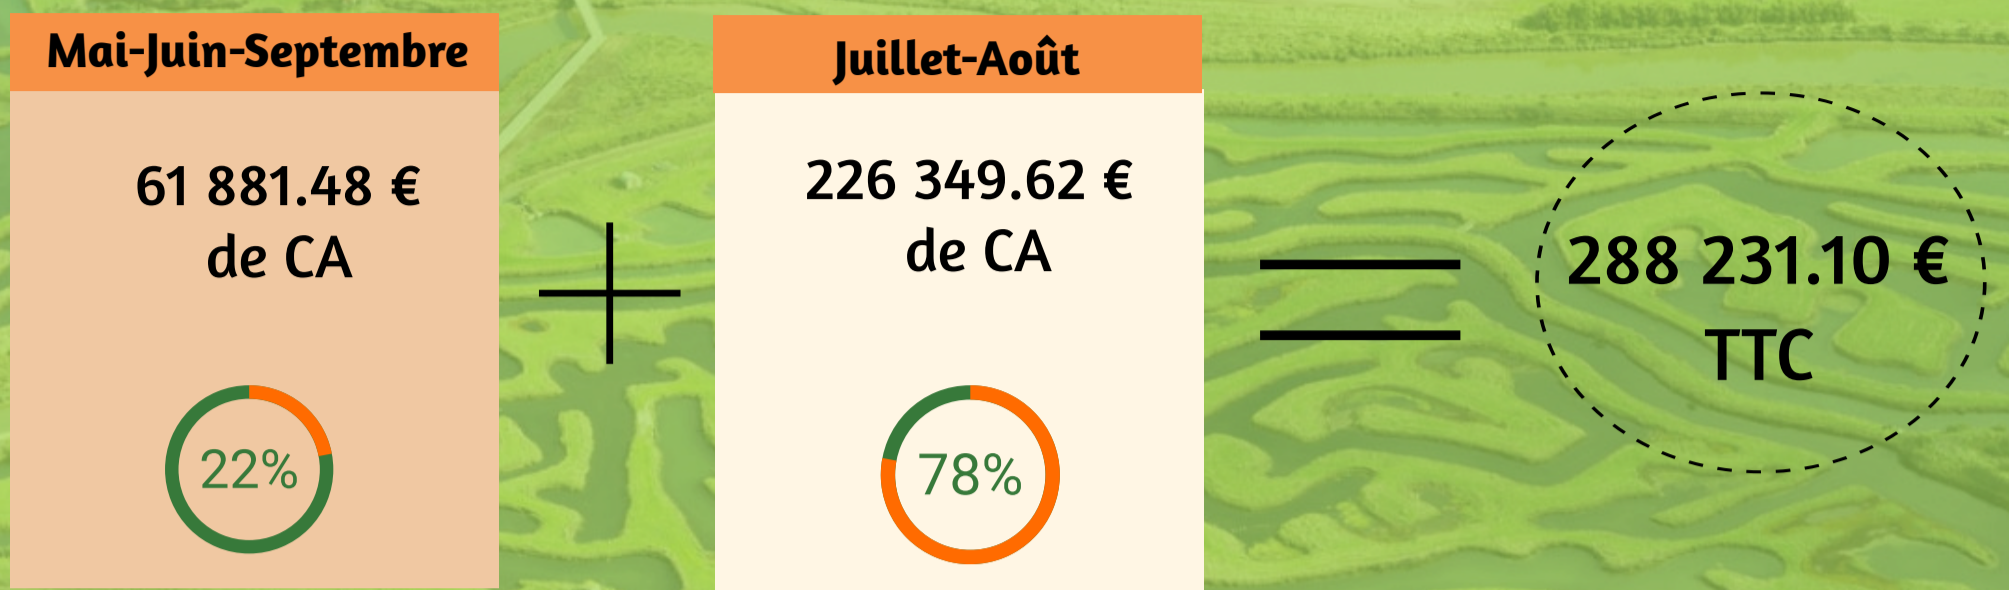 Mai-Juin-Septembre
61 881.48 €
de CA
22%
Juillet-Août
226 349.62 €
de CA
78%
288 231.10 €
TTC